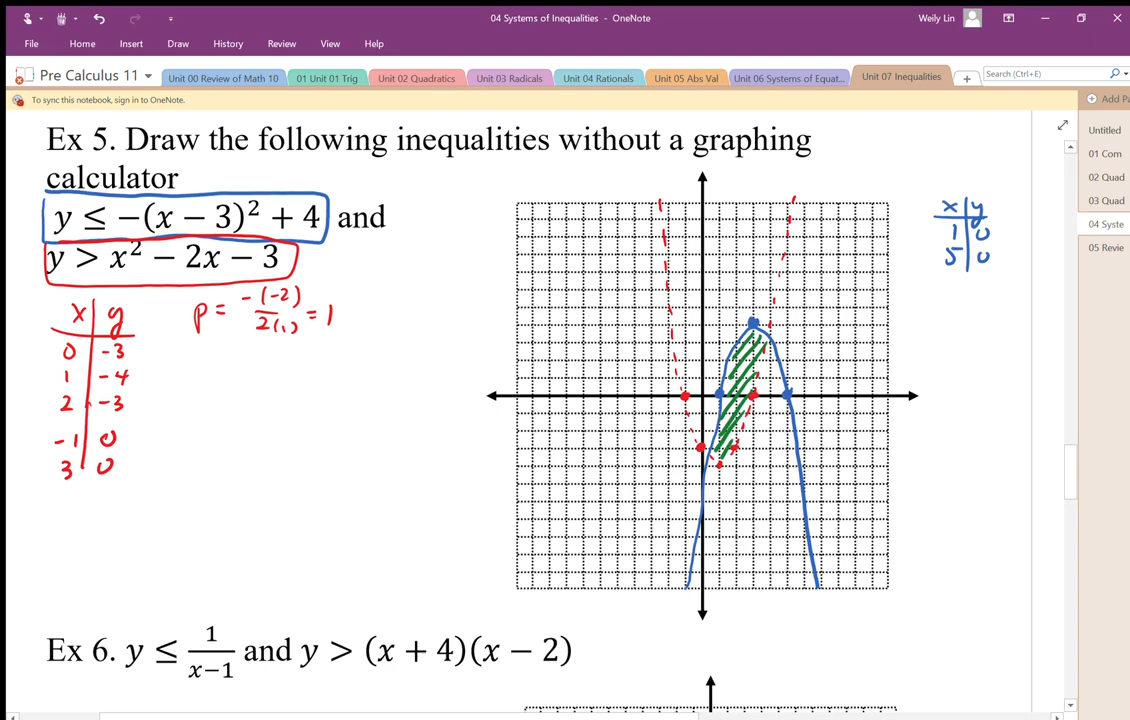 04 Systems of Inequalities - OneNote
Weily Lin
File Home Insert Draw History Review View Help
Pre Calculus 11
Unit 00 Review of Math 10
01 Unit 01 Trig
Unit 02 Quadratics
Unit 03 Radicals
Unit 04 Rationals
Unit 05 Abs Val
Unit 06 Systems of Equat...
Unit 07 Inequalities
Search (Ctrl+E)
To sync this notebook, sign in to OneNote.
Add Pa
Untitled
01 Com
02 Quad
03 Quad
04 Syste
05 Revie
Ex 5. Draw the following inequalities without a graphing
calculator
y ≤ −(x − 3)² + 4 and
y > x² − 2x − 3
x | y
0 | -3
1 | -4
2 | -3
-1 | 0
3 | 0
p = -(-2)/2(1) = 1
x | y
1 | 0
5 | 0
Ex 6. y ≤ 1/(x−1) and y > (x + 4)(x − 2)